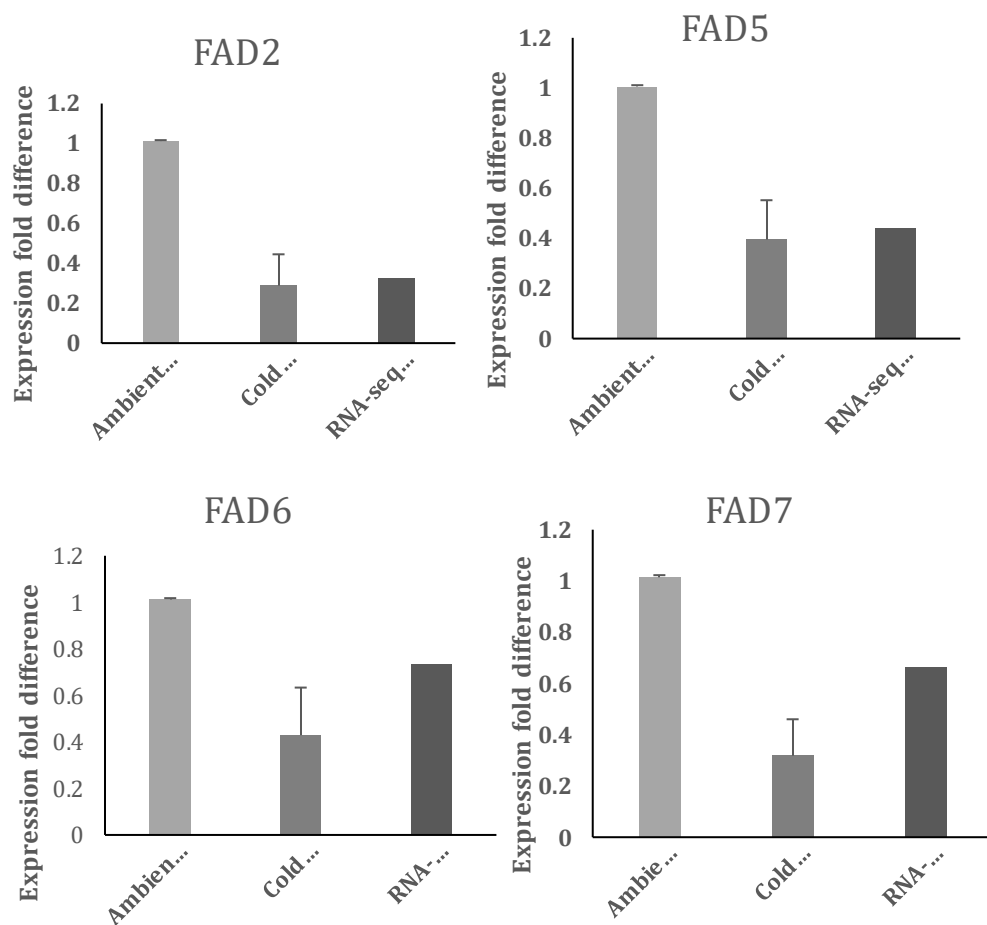 FAD2
Expression fold difference
1.2
1
0.8
0.6
0.4
0.2
0
Ambient...
Cold...
RNA-seq...
FAD5
Expression fold difference
1.2
1
0.8
0.6
0.4
0.2
0
Ambient...
Cold...
RNA-seq...
FAD6
Expression fold difference
1.2
1
0.8
0.6
0.4
0.2
0
Ambien...
Cold...
RNA-...
FAD7
Expression fold difference
1.2
1
0.8
0.6
0.4
0.2
0
Ambie...
Cold...
RNA-...